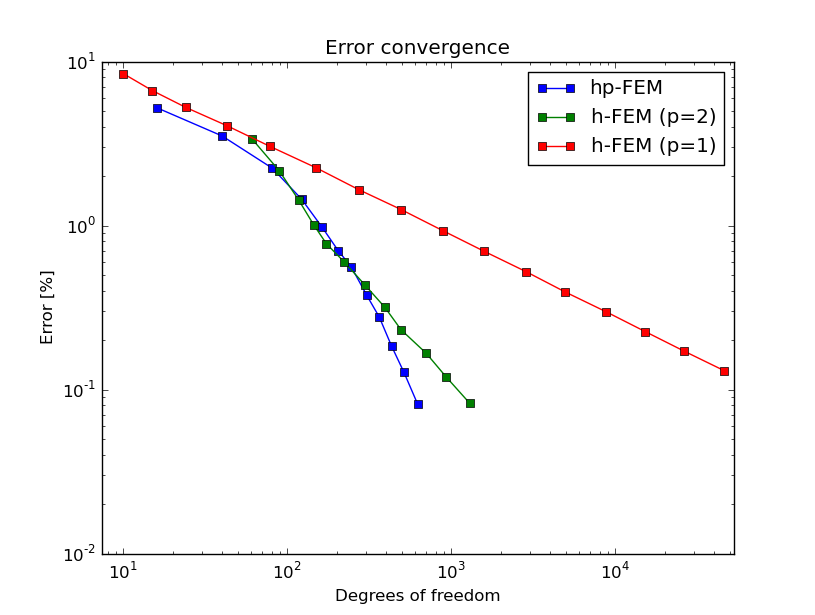 Error convergence
hp-FEM
h-FEM (p=2)
h-FEM (p=1)
Error [%]
10^1
10^0
10^-1
10^-2
10^1 10^2 10^3 10^4
Degrees of freedom